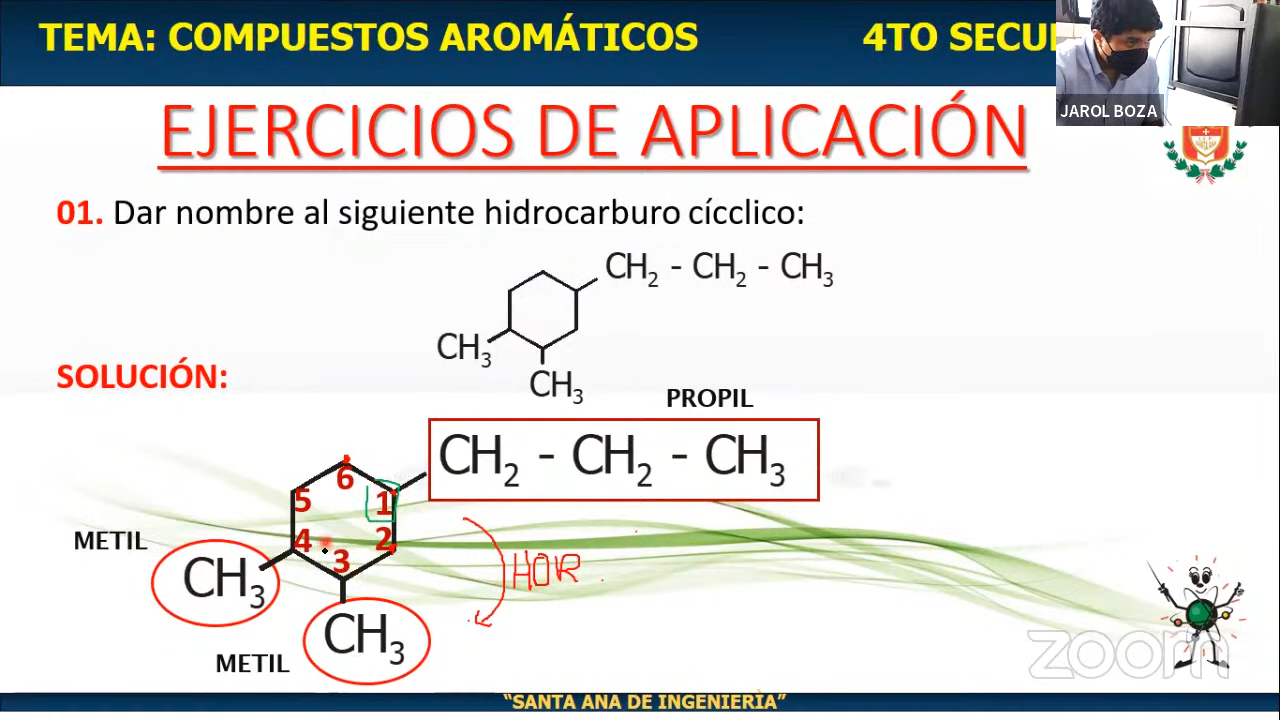 TEMA: COMPUESTOS AROMÁTICOS
4TO SECU
JAROL BOZA
EJERCICIOS DE APLICACIÓN
01. Dar nombre al siguiente hidrocarburo cícclico:
CH2 - CH2 - CH3
CH3
CH3
SOLUCIÓN:
PROPIL
CH2 - CH2 - CH3
6
5
1
4
2
3
METIL
CH3
HOR
CH3
METIL
zoom
“SANTA ANA DE INGENIERÌA”